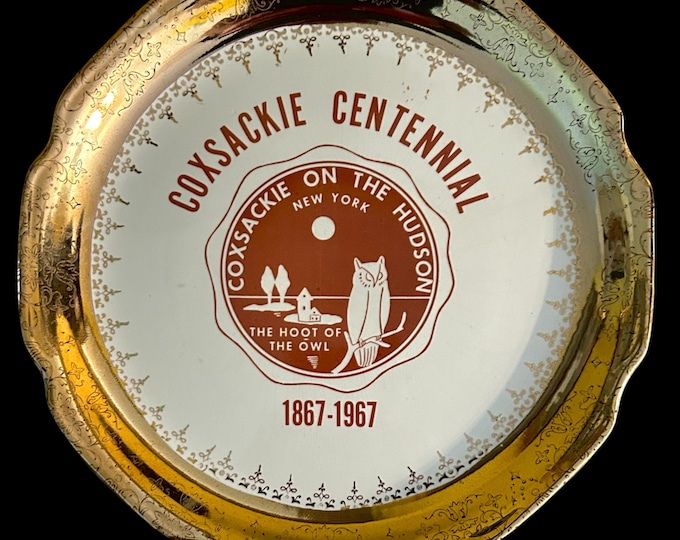 COXSACKIE CENTENNIAL
COXSACKIE ON THE HUDSON
NEW YORK
THE HOOT OF
THE OWL
1867-1967